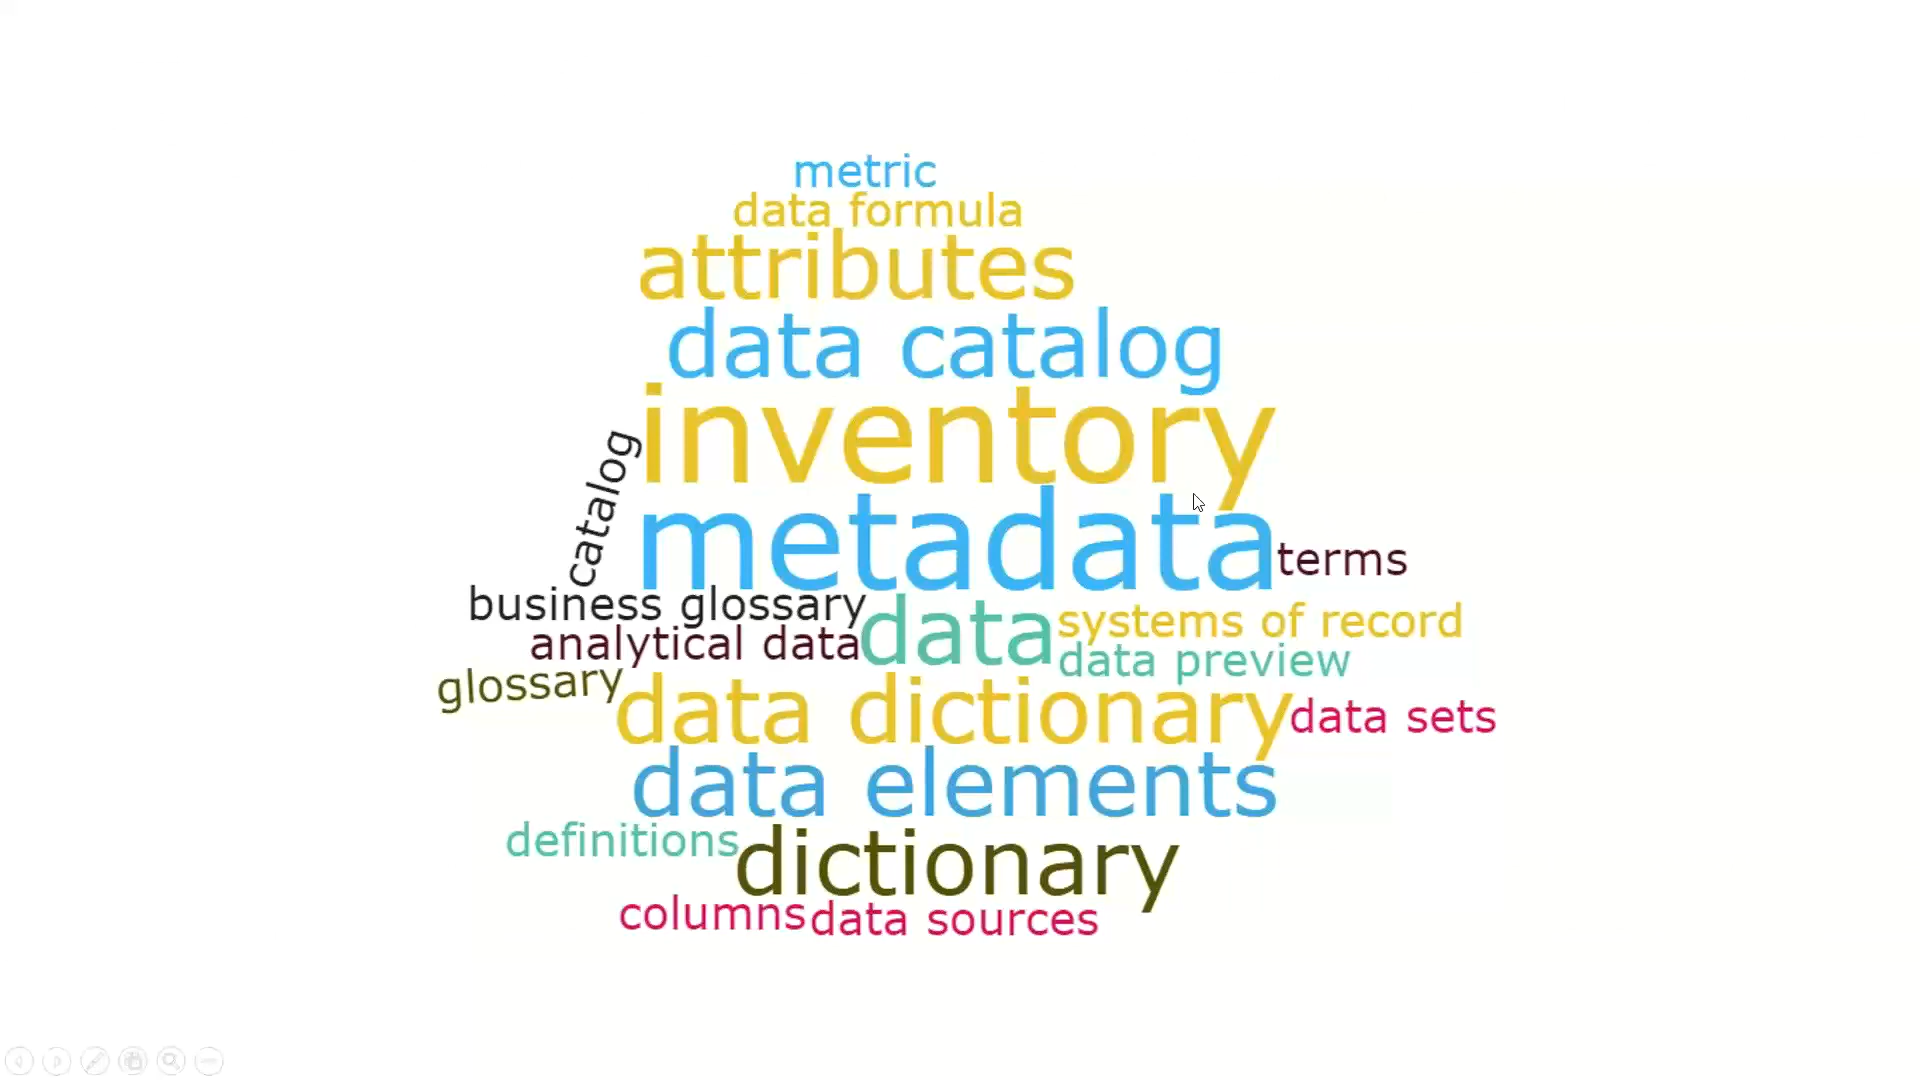 metric
data formula
attributes
data catalog
inventory
catalog
metadata
terms
business glossary
data
systems of record
analytical data
data preview
glossary
data dictionary
data sets
data elements
definitions
dictionary
columns
data sources